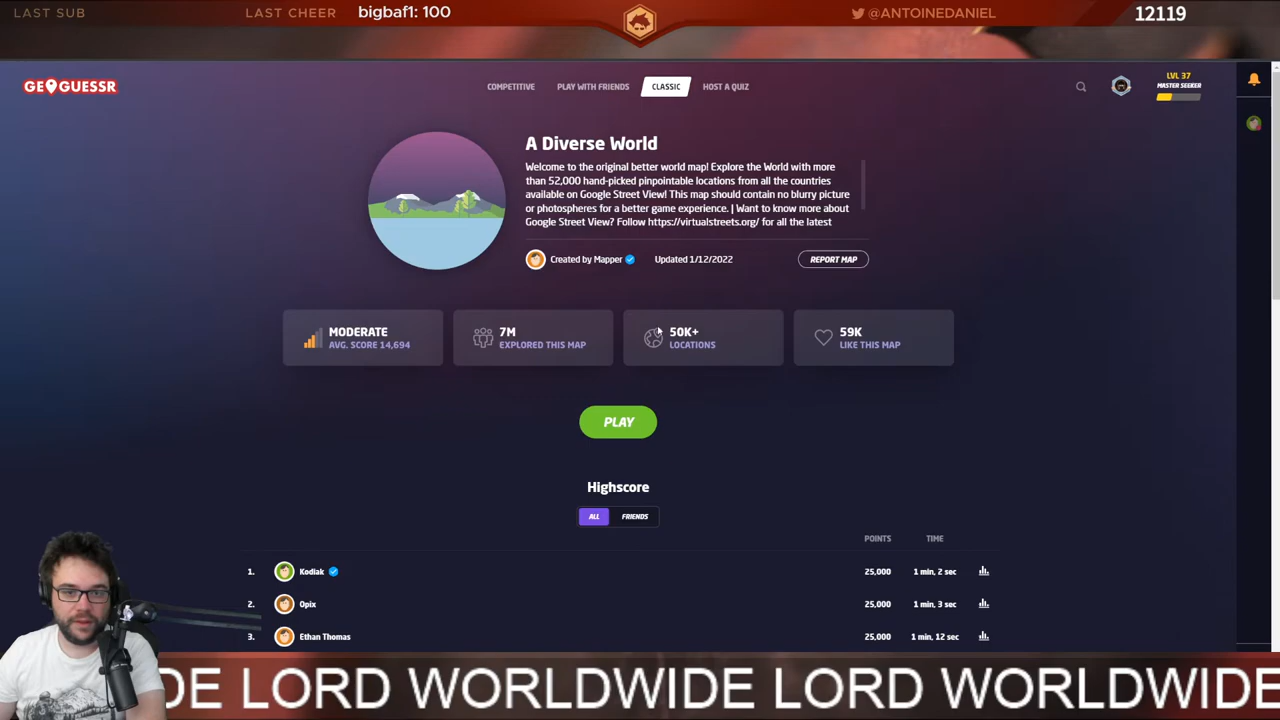 LAST SUB LAST CHEER bigbaf1: 100 @ANTOINEDANIEL 12119
GEOGUESSR COMPETITIVE PLAY WITH FRIENDS CLASSIC HOST A QUIZ LVL 37
MASTER SEEKER
A Diverse World
Welcome to the original better world map! Explore the World with more
than 52,000 hand-picked pinpointable locations from all the countries
available on Google Street View! This map should contain no blurry picture
or photospheres for a better game experience. | Want to know more about
Google Street View? Follow https://virtualstreets.org/ for all the latest
Created by Mapper Updated 1/12/2022 REPORT MAP
MODERATE
AVG. SCORE 14,694
7M
EXPLORED THIS MAP
50K+
LOCATIONS
59K
LIKE THIS MAP
PLAY
Highscore
ALL FRIENDS
POINTS TIME
1. Kodiak 25,000 1 min, 2 sec
2. Opix 25,000 1 min, 3 sec
3. Ethan Thomas 25,000 1 min, 12 sec
DE LORD WORLDWIDE LORD WORLDWIDE